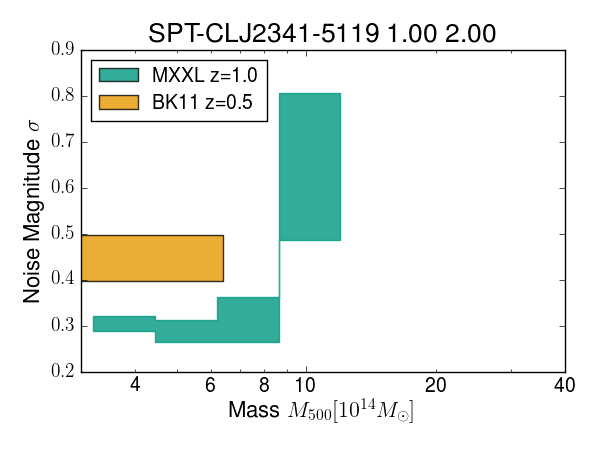 SPT-CLJ2341-5119 1.00 2.00
MXXL z=1.0
BK11 z=0.5
Noise Magnitude σ
0.9
0.8
0.7
0.6
0.5
0.4
0.3
0.2
4 6 8 10 20 40
Mass M₅₀₀[10¹⁴M☉]